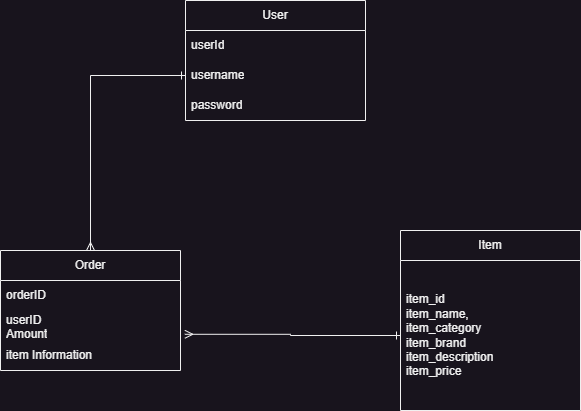 User
userId
username
password
Order
orderID
userID
Amount
item Information
Item
item_id
item_name,
item_category
item_brand
item_description
item_price